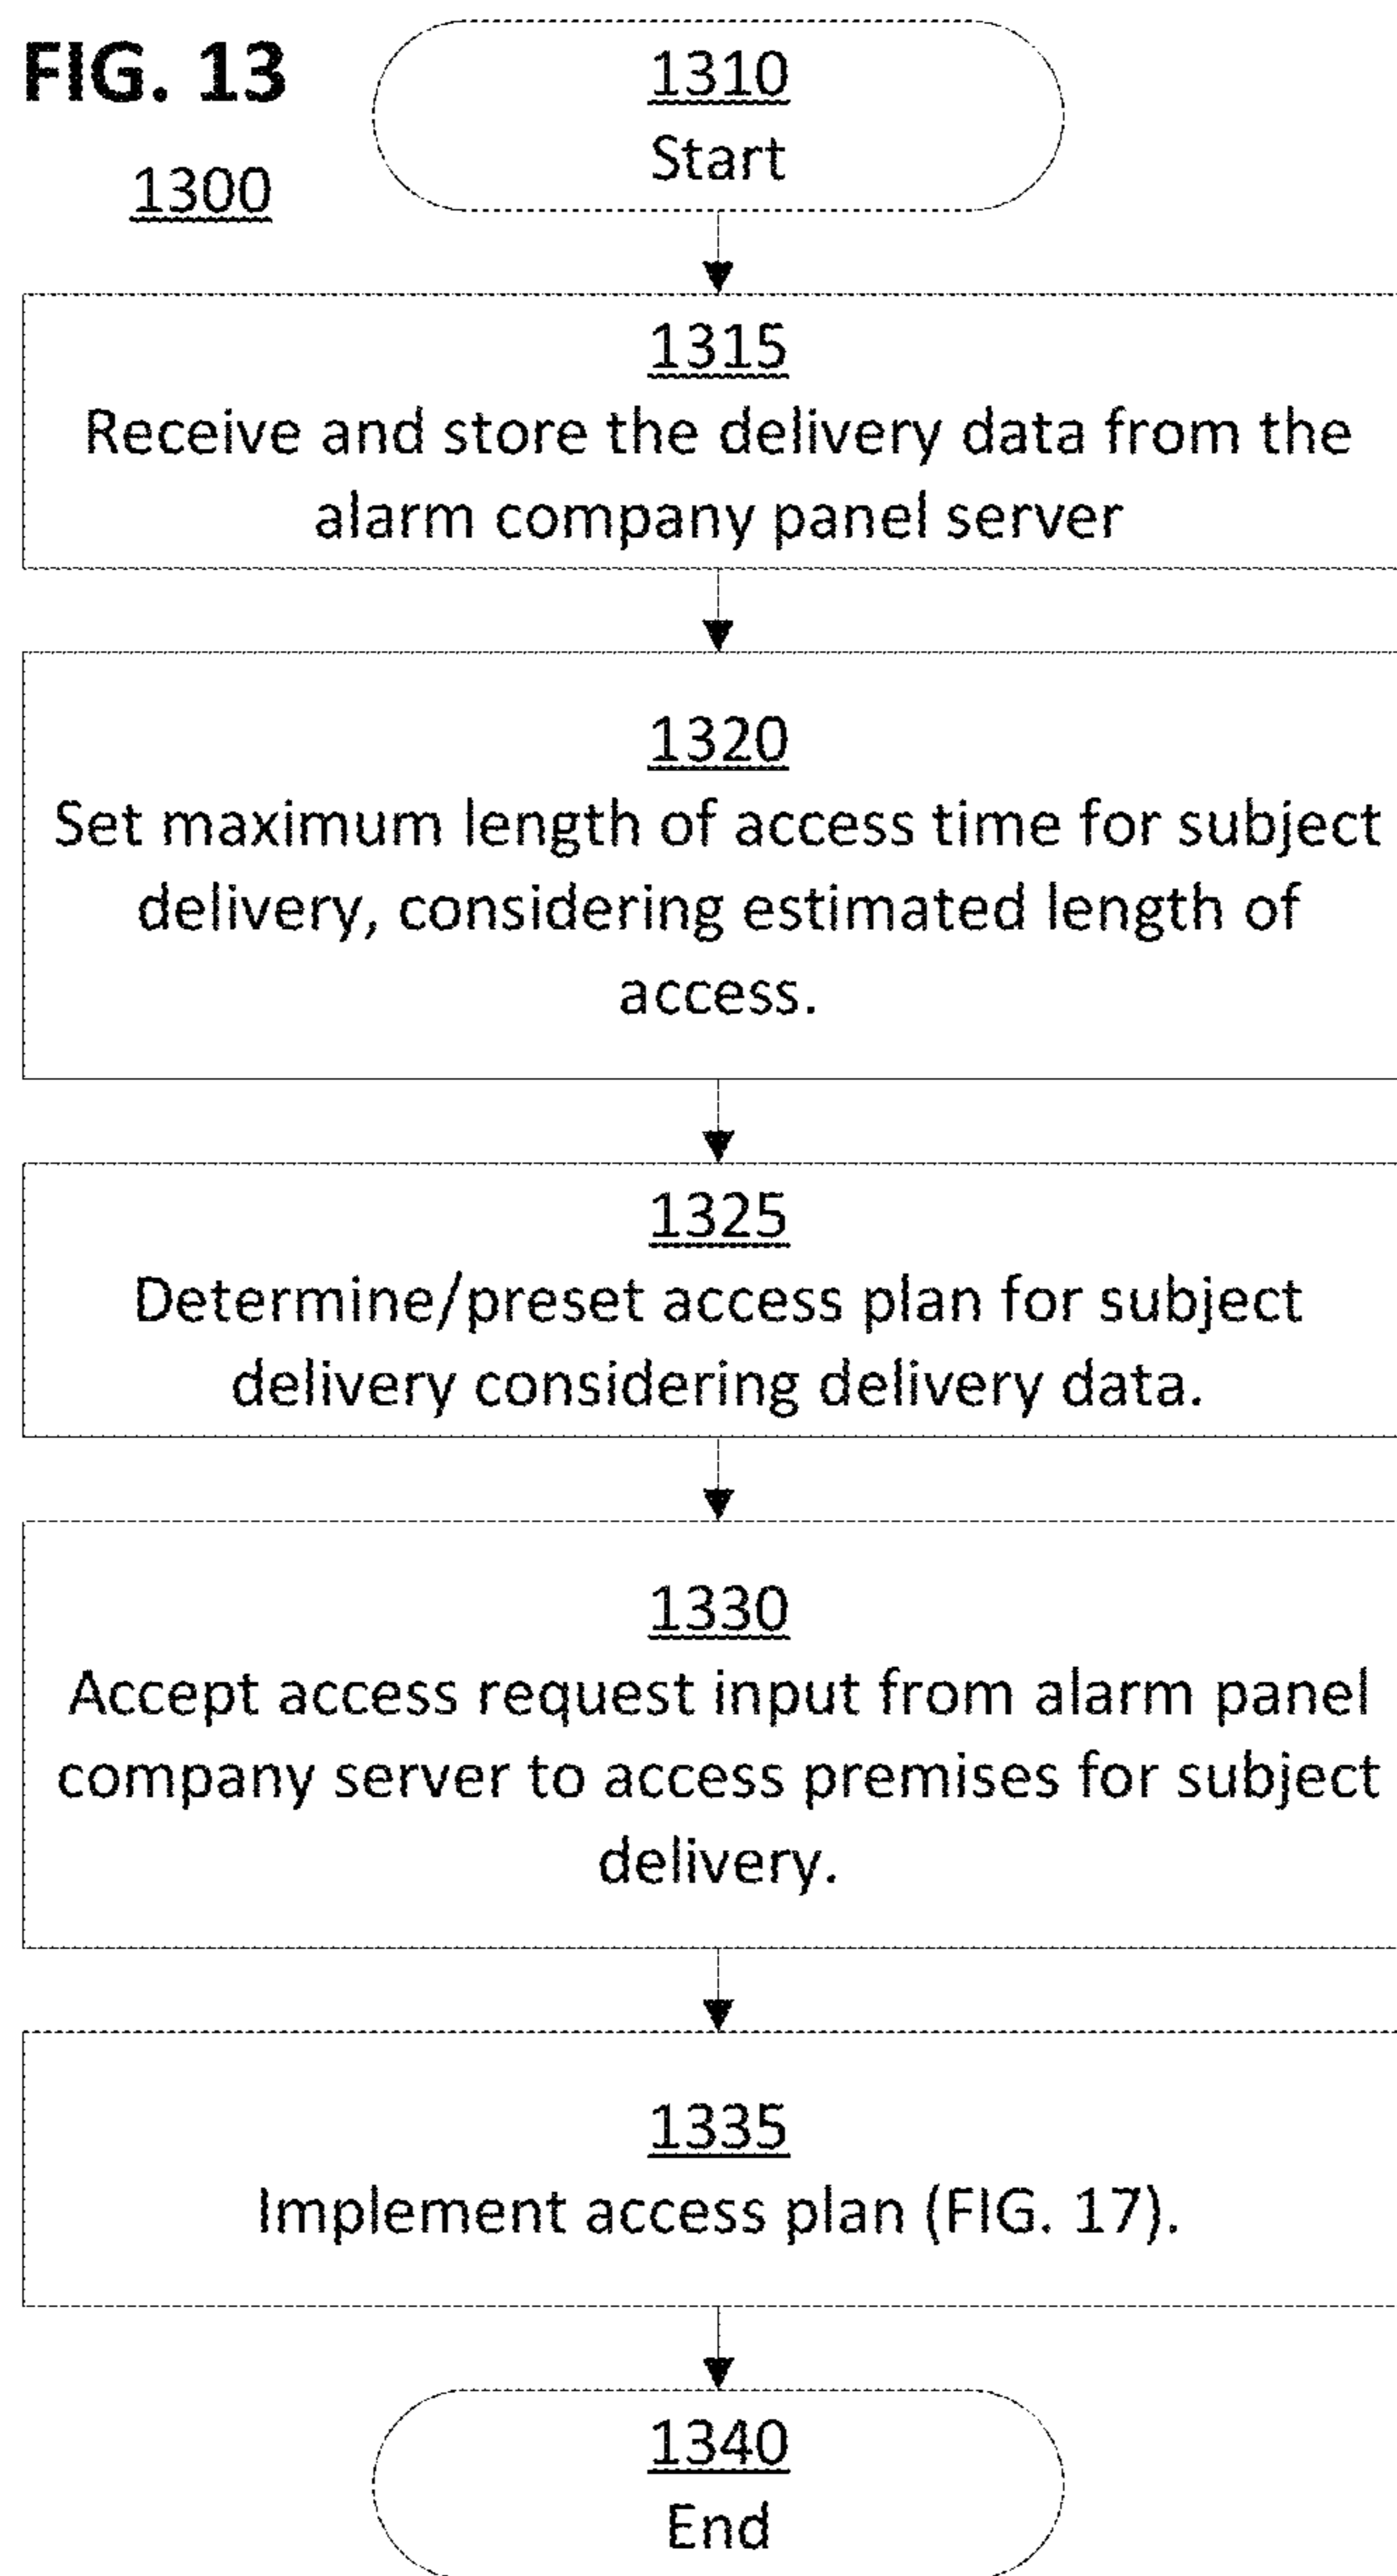 FIG. 13
1300
1310
Start
1315
Receive and store the delivery data from the
alarm company panel server
1320
Set maximum length of access time for subject
delivery, considering estimated length of
access.
1325
Determine/preset access plan for subject
delivery considering delivery data.
1330
Accept access request input from alarm panel
company server to access premises for subject
delivery.
1335
Implement access plan (FIG. 17).
1340
End